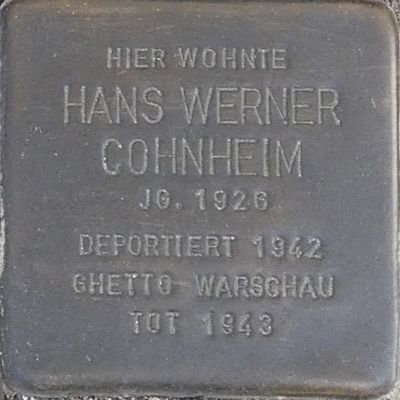 HIER WOHNTE
HANS WERNER
COHNHEIM
JG. 1926
DEPORTIERT 1942
GHETTO WARSCHAU
TOT 1943